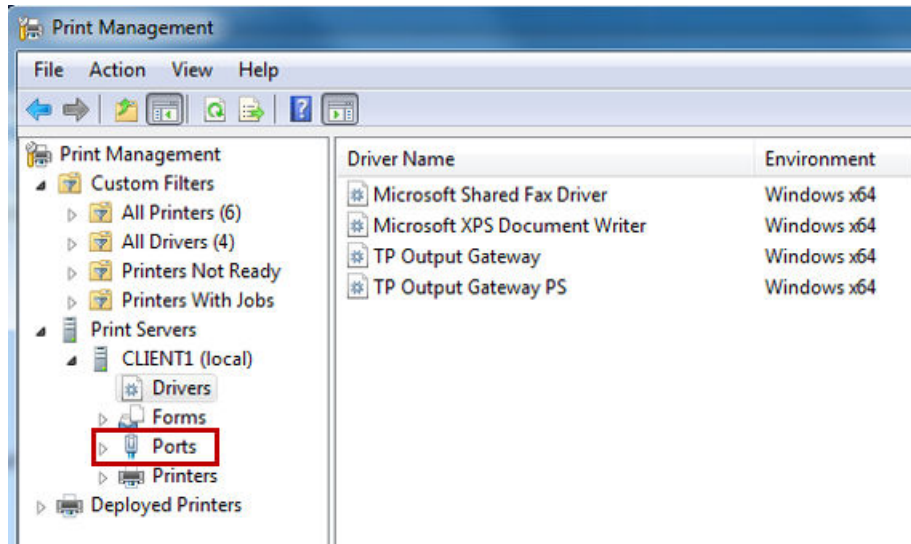 Print Management
File Action View Help
Print Management
Custom Filters
All Printers (6)
All Drivers (4)
Printers Not Ready
Printers With Jobs
Print Servers
CLIENT1 (local)
Drivers
Forms
Ports
Printers
Deployed Printers
Driver Name Environment
Microsoft Shared Fax Driver Windows x64
Microsoft XPS Document Writer Windows x64
TP Output Gateway Windows x64
TP Output Gateway PS Windows x64